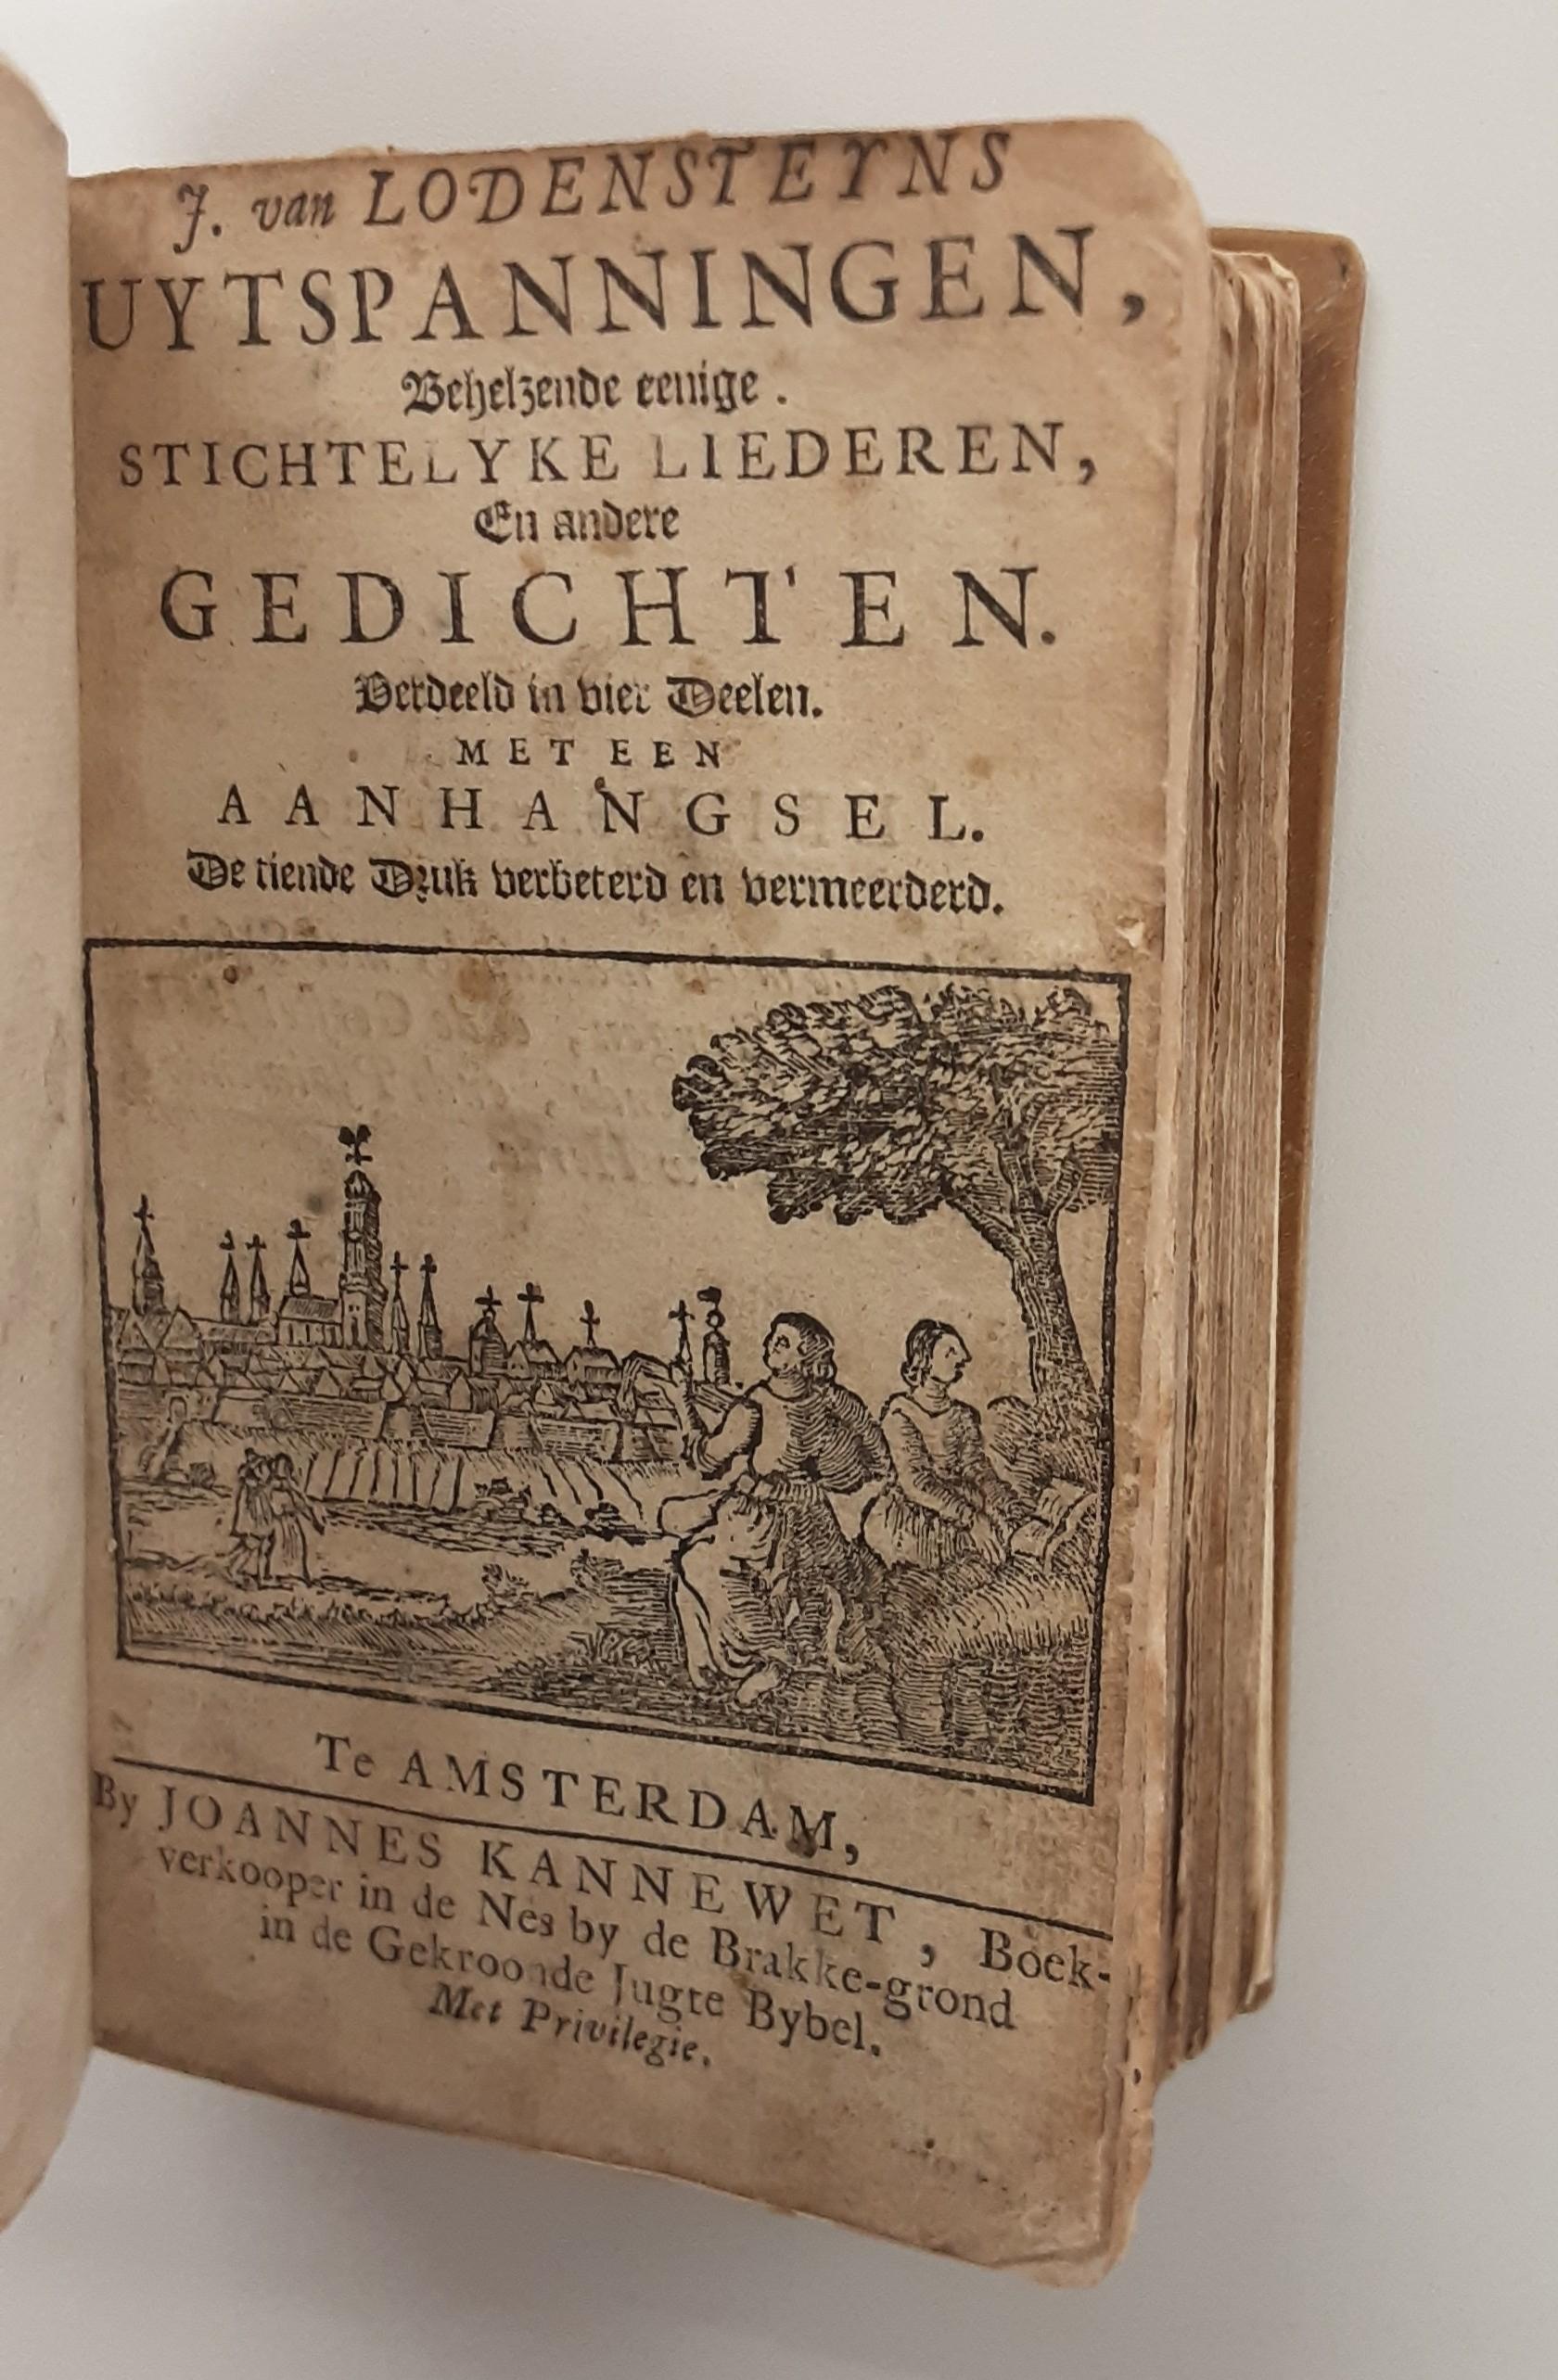 J. van LODENSTEYNS
UYTSPANNINGEN,
Behelzende eenige.
STICHTELYKE LIEDEREN,
En andere
GEDICHTEN.
Verdeeld in vier Deelen.
MET EEN
AANHANGSEL.
De tiende Druk verbeterd en vermeerderd.
Te AMSTERDAM,
By JOANNES KANNEWET, Boek-
verkooper in de Nes by de Brakke-grond
in de Gekroonde Jugte Bybel.
Met Privilegie.